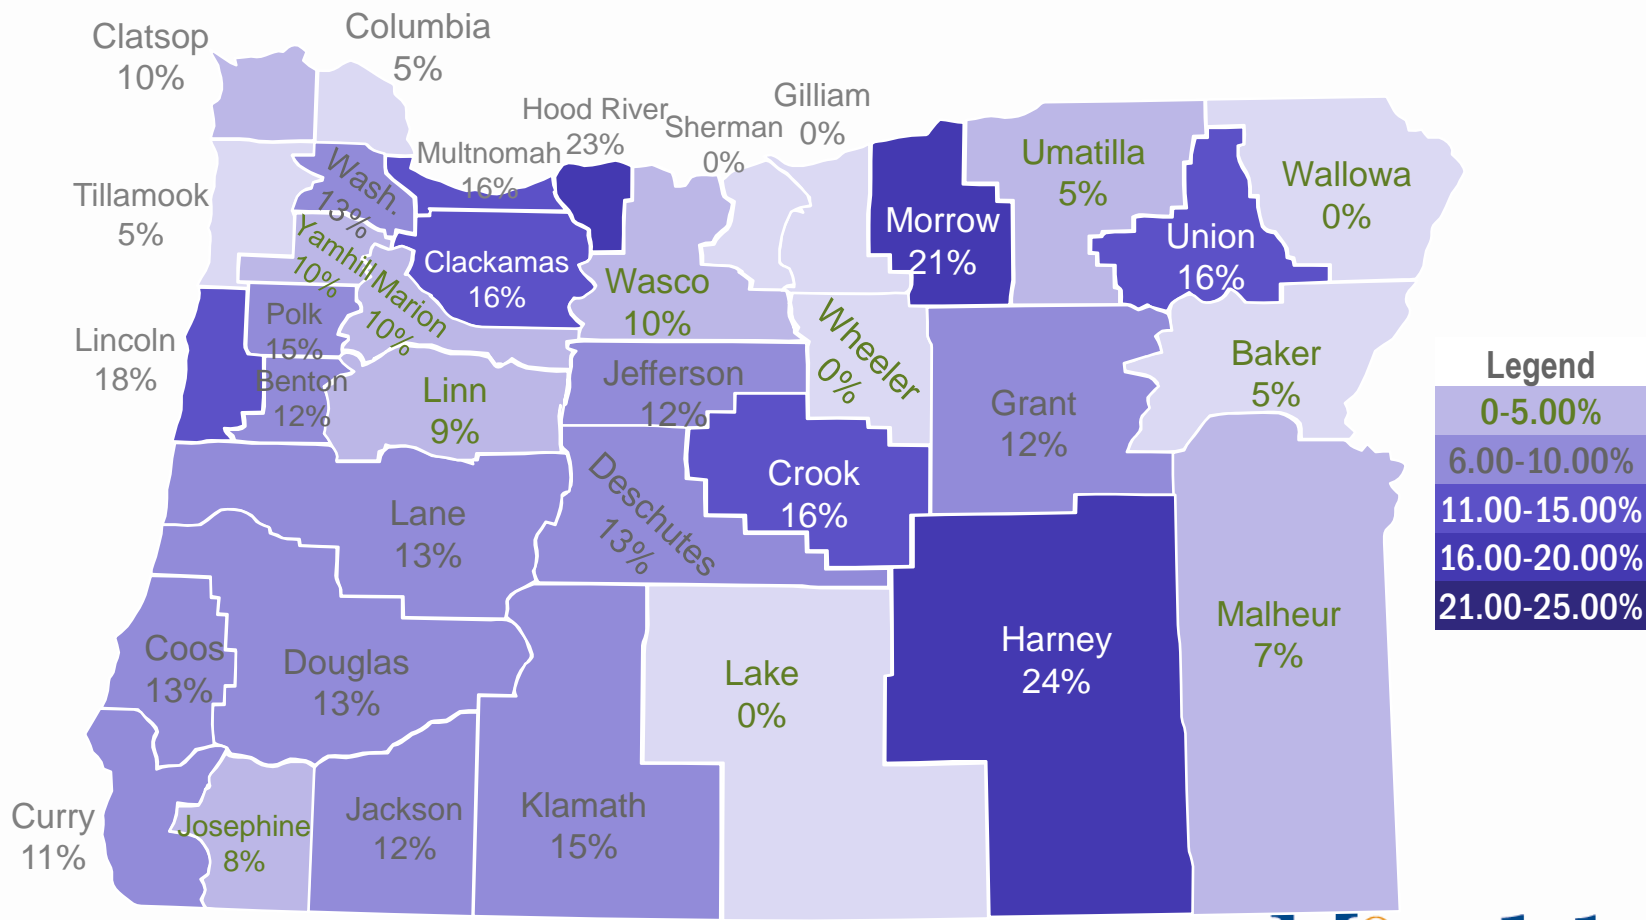 Clatsop
10%
Columbia
5%
Hood River
23%
Sherman
0%
Gilliam
0%
Multnomah
16%
Wash.
13%
Tillamook
5%
Yamhill
10%
Marion
10%
Clackamas
16%
Wasco
10%
Morrow
21%
Umatilla
5%
Union
16%
Wallowa
0%
Lincoln
18%
Polk
15%
Benton
12%
Linn
9%
Jefferson
12%
Wheeler
0%
Grant
12%
Baker
5%
Lane
13%
Deschutes
13%
Crook
16%
Coos
13%
Douglas
13%
Lake
0%
Harney
24%
Malheur
7%
Curry
11%
Josephine
8%
Jackson
12%
Klamath
15%
Legend
0-5.00%
6.00-10.00%
11.00-15.00%
16.00-20.00%
21.00-25.00%